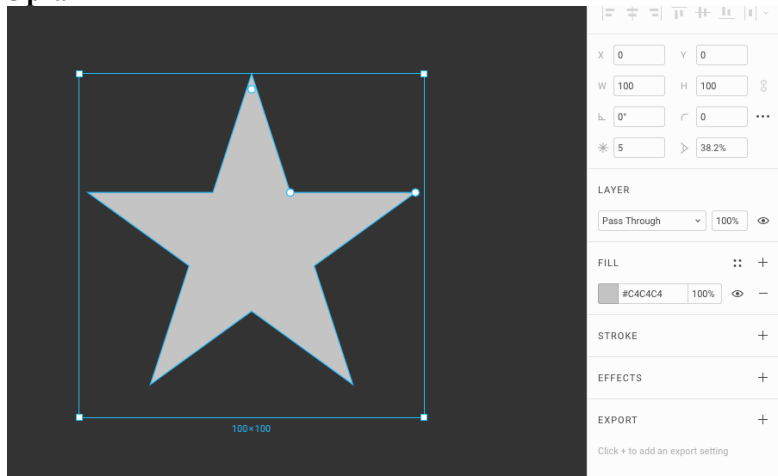 X 0 Y 0
W 100 H 100
0° 0
5 38.2%
LAYER
Pass Through 100%
FILL
#C4C4C4 100%
STROKE
EFFECTS
EXPORT
Click + to add an export setting
100×100